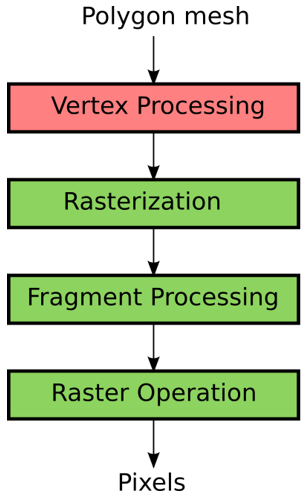 Polygon mesh
Vertex Processing
Rasterization
Fragment Processing
Raster Operation
Pixels